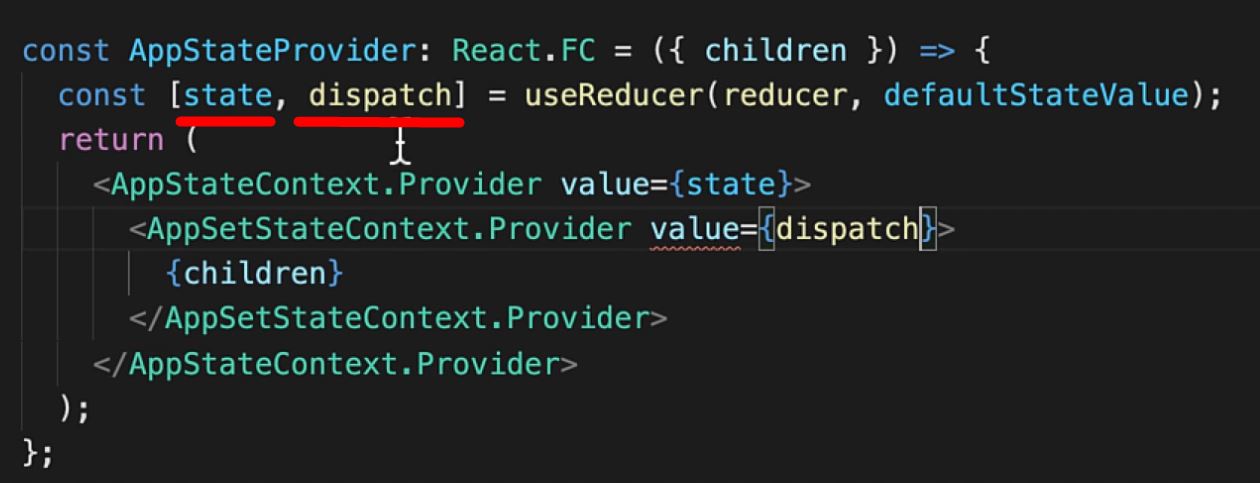 const AppStateProvider: React.FC = ({ children }) => {
const [state, dispatch] = useReducer(reducer, defaultStateValue);
return (
<AppStateContext.Provider value={state}>
<AppSetStateContext.Provider value={dispatch}>
{children}
</AppSetStateContext.Provider>
</AppStateContext.Provider>
);
};